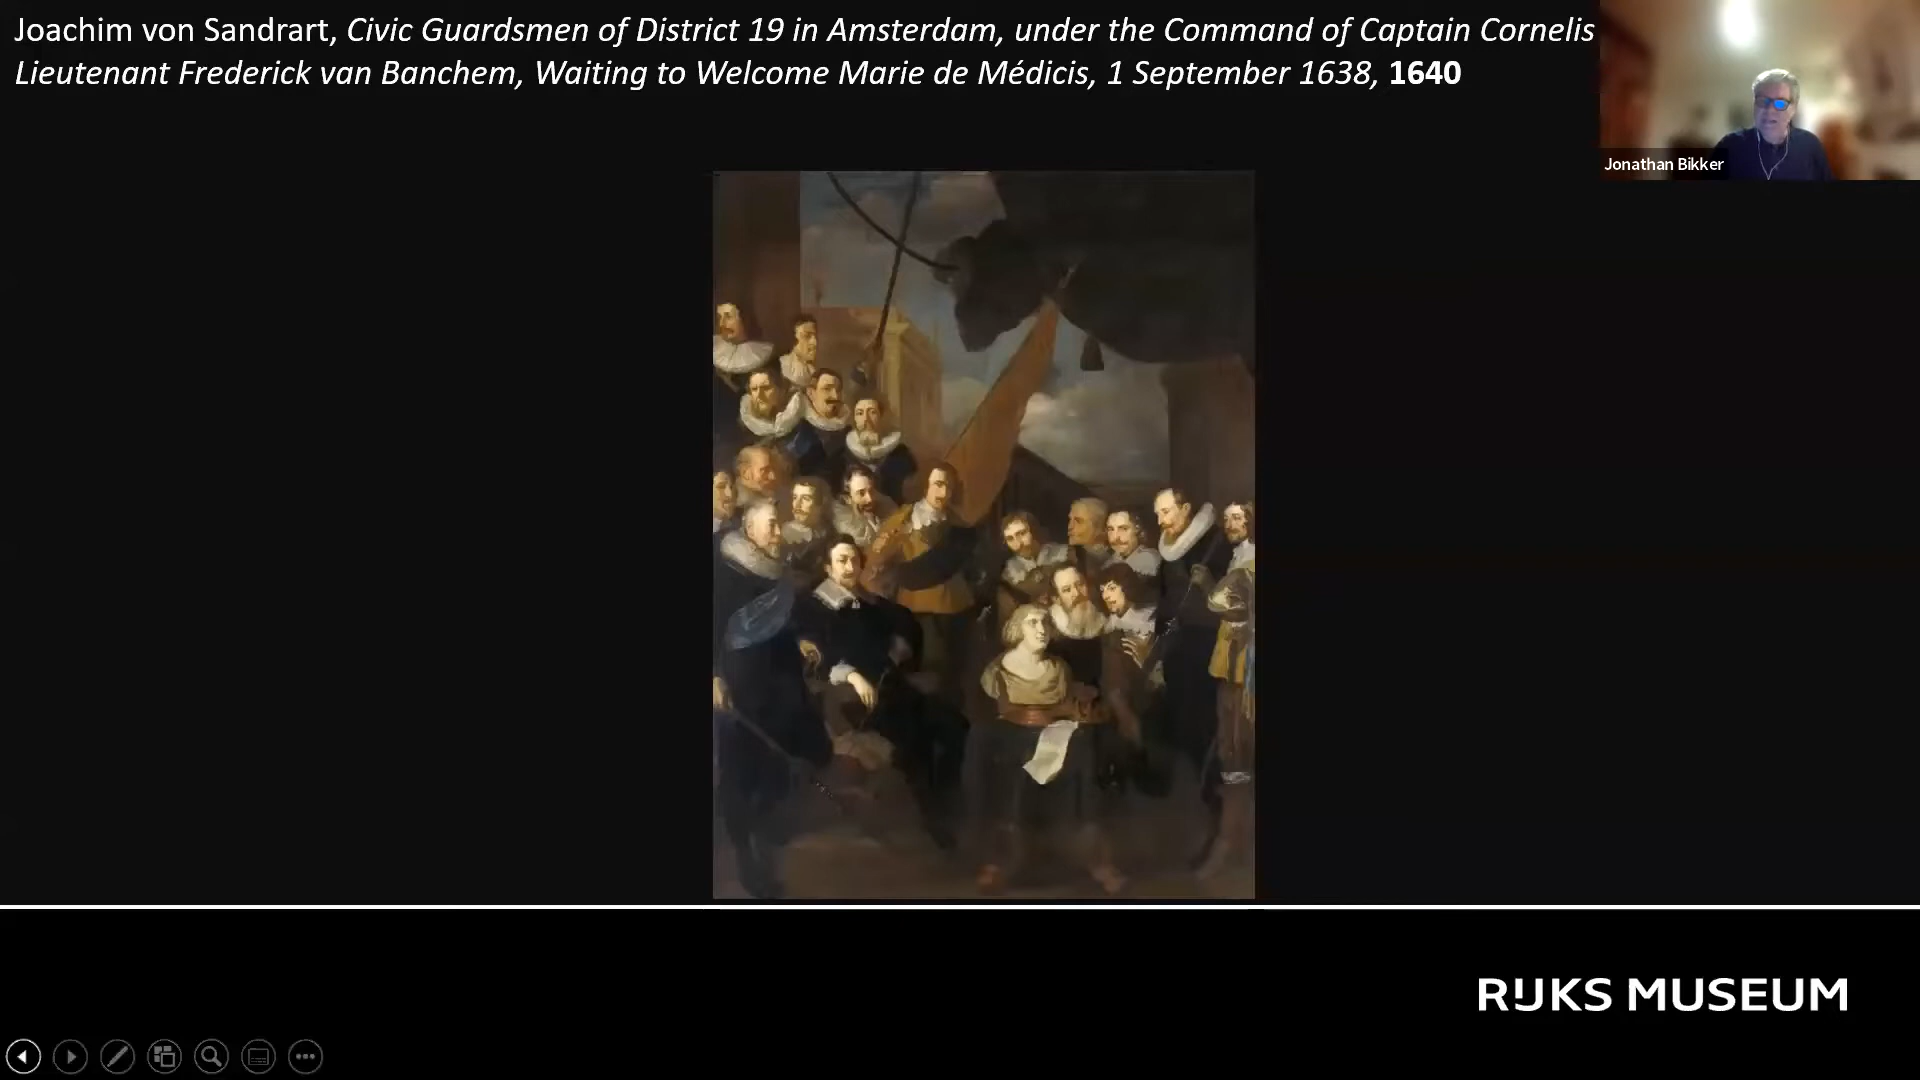 Joachim von Sandrart, Civic Guardsmen of District 19 in Amsterdam, under the Command of Captain Cornelis
Lieutenant Frederick van Banchem, Waiting to Welcome Marie de Médicis, 1 September 1638, 1640
Jonathan Bikker
RIJKS MUSEUM